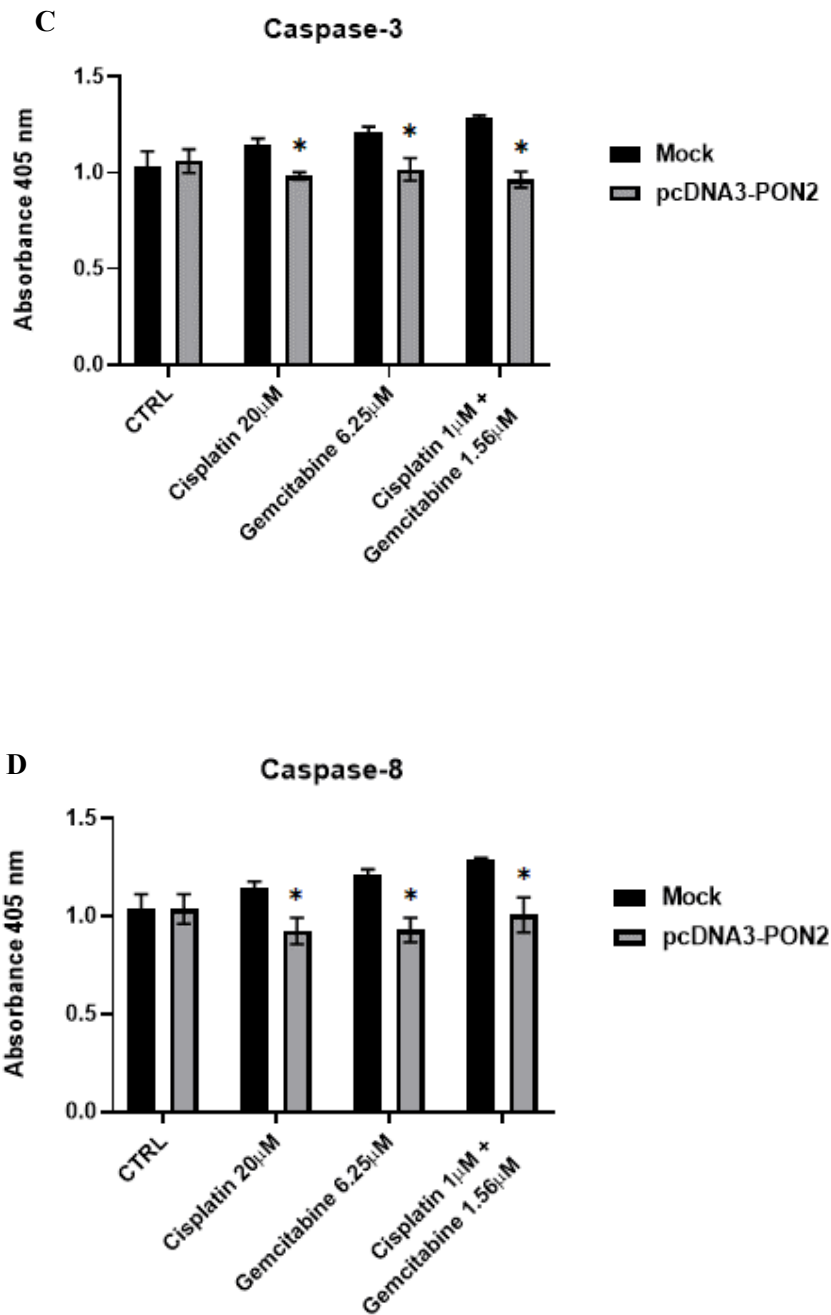 C
Caspase-3
Absorbance 405 nm
1.5
1.0
0.5
0.0
*
*
*
Mock
pcDNA3-PON2
CTRL
Cisplatin 20μM
Gemcitabine 6.25μM
Cisplatin 1μM +
Gemcitabine 1.56μM
D
Caspase-8
Absorbance 405 nm
1.5
1.0
0.5
0.0
*
*
*
Mock
pcDNA3-PON2
CTRL
Cisplatin 20μM
Gemcitabine 6.25μM
Cisplatin 1μM +
Gemcitabine 1.56μM